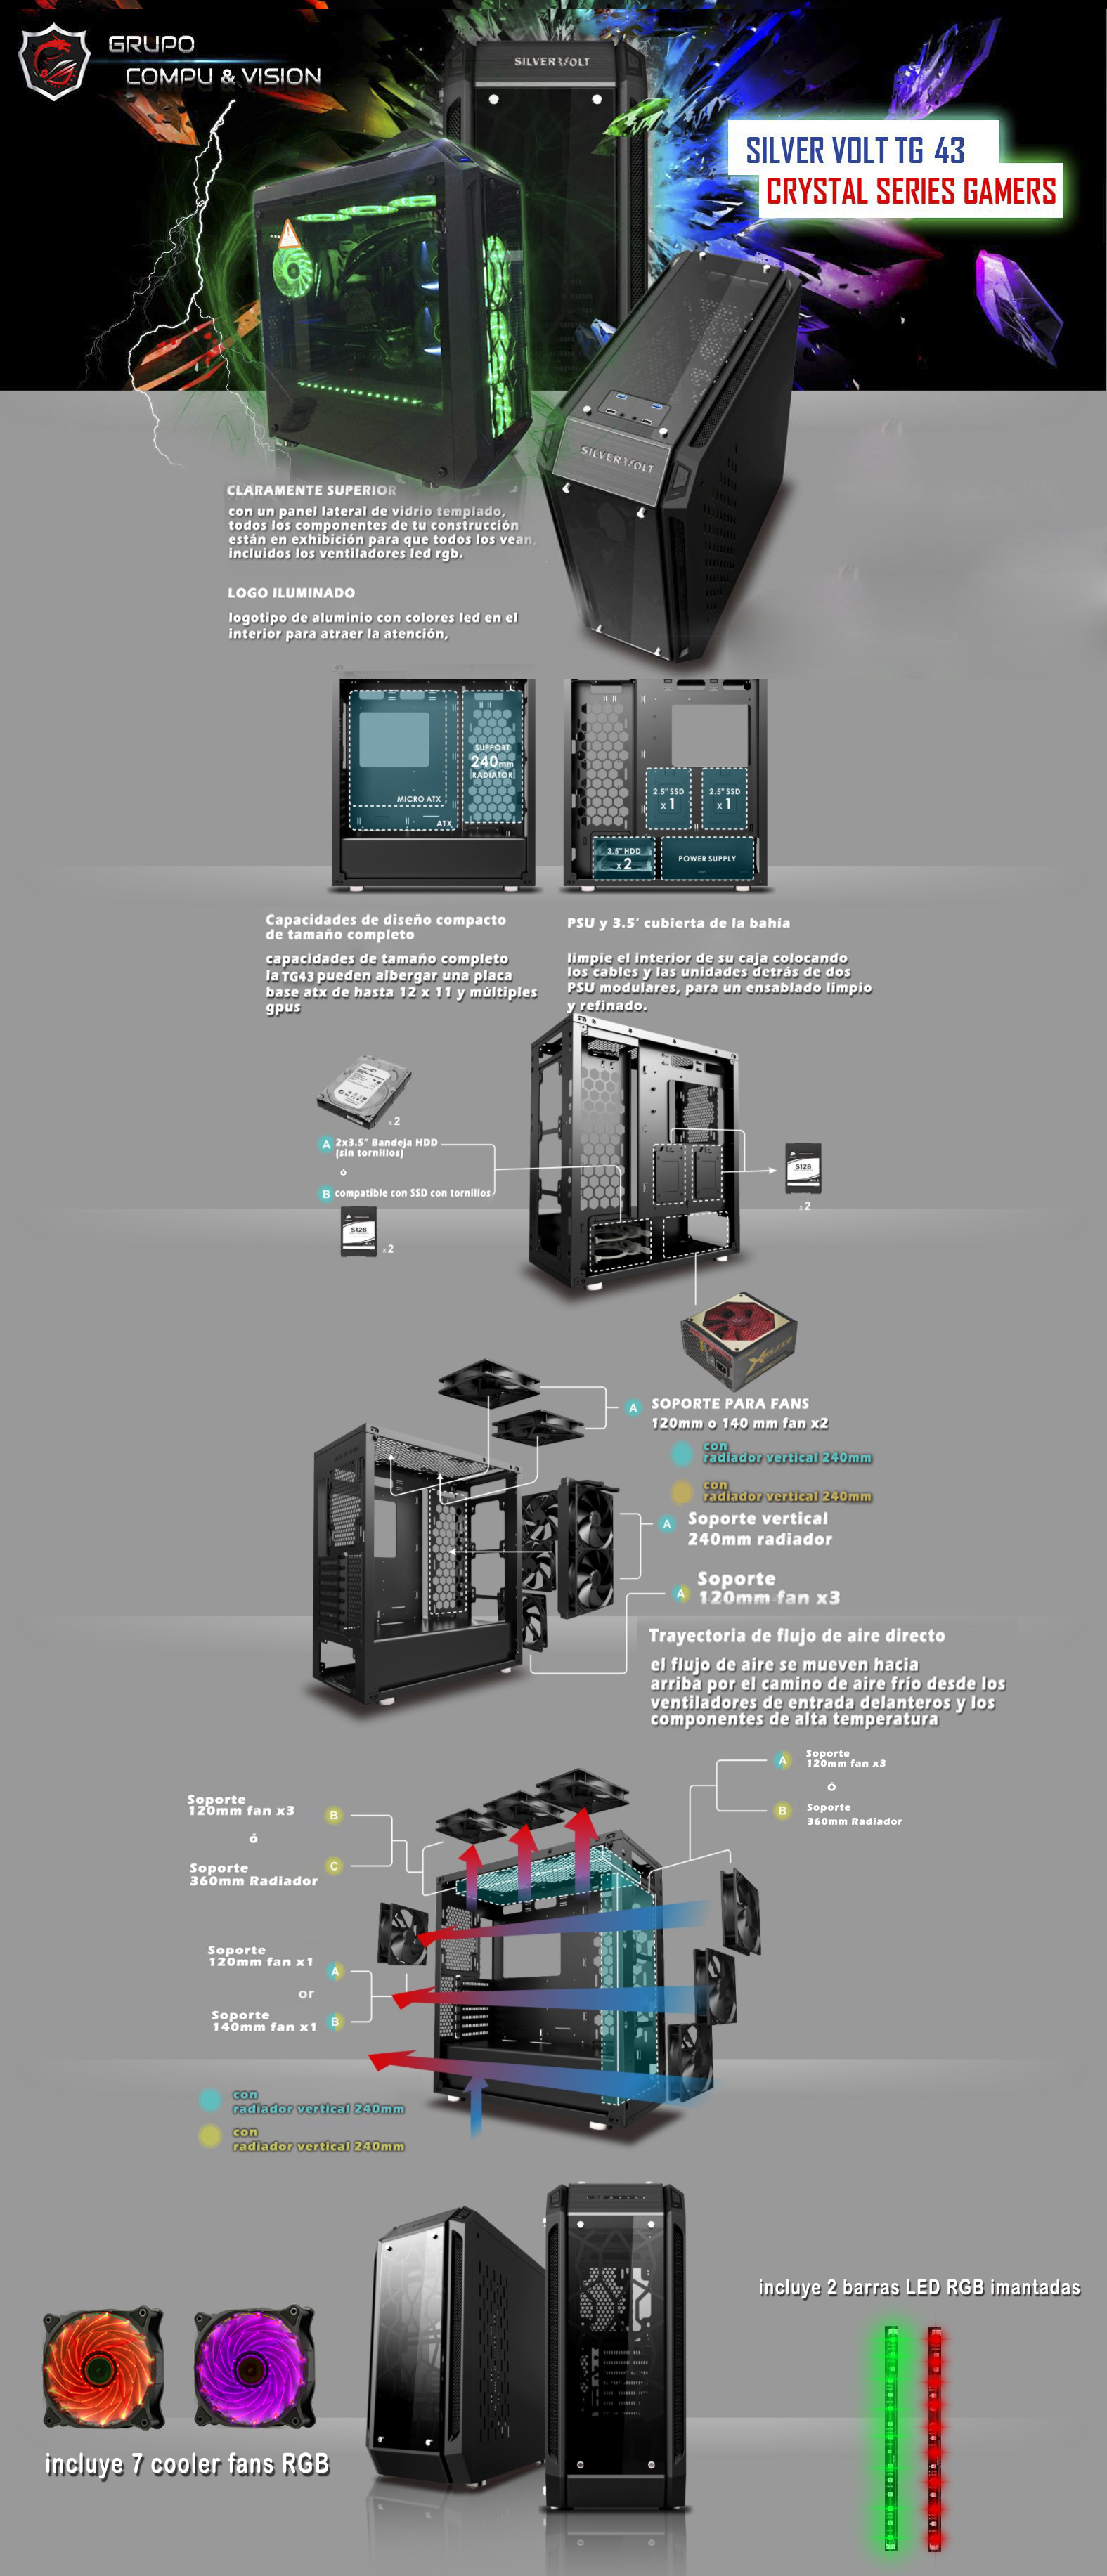 GRUPO
COMPU & VISION
SILVERVOLT
SILVER VOLT TG 43
CRYSTAL SERIES GAMERS
SILVERVOLT
CLARAMENTE SUPERIOR
con un panel lateral de vidrio templado,
todos los componentes de tu construcción
están en exhibición para que todos los vean,
incluidos los ventiladores led rgb.
LOGO ILUMINADO
logotipo de aluminio con colores led en el
interior para atraer la atención,
SUPPORT
240mm
RADIATOR
MICRO ATX
ATX
2.5" SSD
x 1
2.5" SSD
x 1
3.5" HDD
x 2
POWER SUPPLY
Capacidades de diseño compacto
de tamaño completo
capacidades de tamaño completo
la TG43 pueden albergar una placa
base atx de hasta 12 x 11 y múltiples
gpus
PSU y 3.5' cubierta de la bahía
limpie el interior de su caja colocando
los cables y las unidades detrás de dos
PSU modulares, para un ensablado limpio
y refinado.
x 2
A 2x3.5" Bandeja HDD
(sin tornillos)
ó
B compatible con SSD con tornillos
S128
x 2
S128
x 2
A SOPORTE PARA FANS
120mm o 140 mm fan x2
con
radiador vertical 240mm
con
radiador vertical 240mm
A Soporte vertical
240mm radiador
A Soporte
120mm fan x3
Trayectoria de flujo de aire directo
el flujo de aire se mueven hacia
arriba por el camino de aire frío desde los
ventiladores de entrada delanteros y los
componentes de alta temperatura
A Soporte
120mm fan x3
ó
B Soporte
360mm Radiador
Soporte
120mm fan x3 B
ó
Soporte
360mm Radiador C
Soporte
120mm fan x1 A
or
Soporte
140mm fan x1 B
con
radiador vertical 240mm
con
radiador vertical 240mm
incluye 2 barras LED RGB imantadas
incluye 7 cooler fans RGB